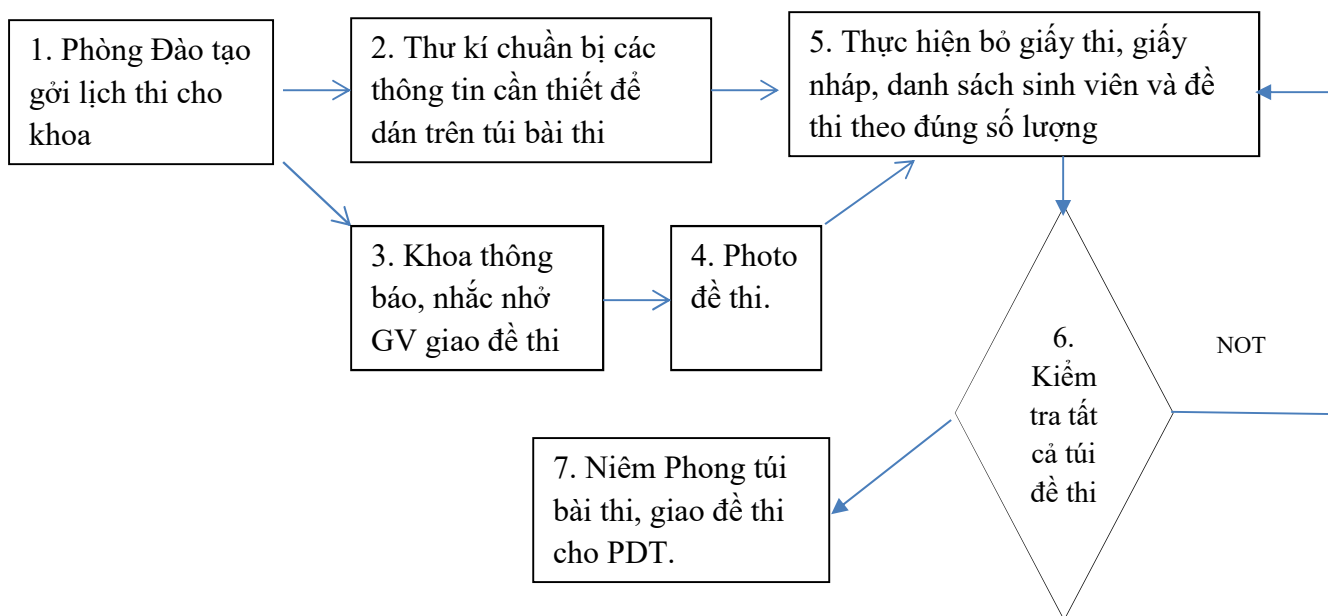 1. Phòng Đào tạo
gởi lịch thi cho
khoa
2. Thư kí chuẩn bị các
thông tin cần thiết để
dán trên túi bài thi
5. Thực hiện bỏ giấy thi, giấy
nháp, danh sách sinh viên và đề
thi theo đúng số lượng
3. Khoa thông
báo, nhắc nhở
GV giao đề thi
4. Photo
đề thi.
6.
Kiểm
tra tất
cả túi
đề thi
NOT
7. Niêm Phong túi
bài thi, giao đề thi
cho PDT.